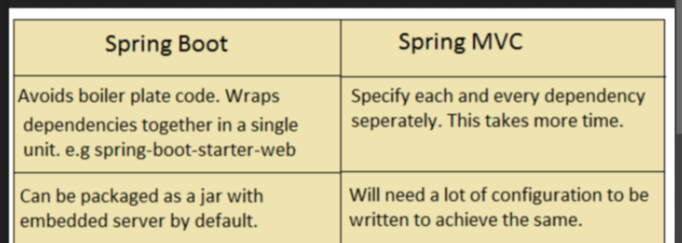 Spring Boot
Spring MVC
Avoids boiler plate code. Wraps
dependencies together in a single
unit. e.g spring-boot-starter-web
Specify each and every dependency
seperately. This takes more time.
Can be packaged as a jar with
embedded server by default.
Will need a lot of configuration to be
written to achieve the same.